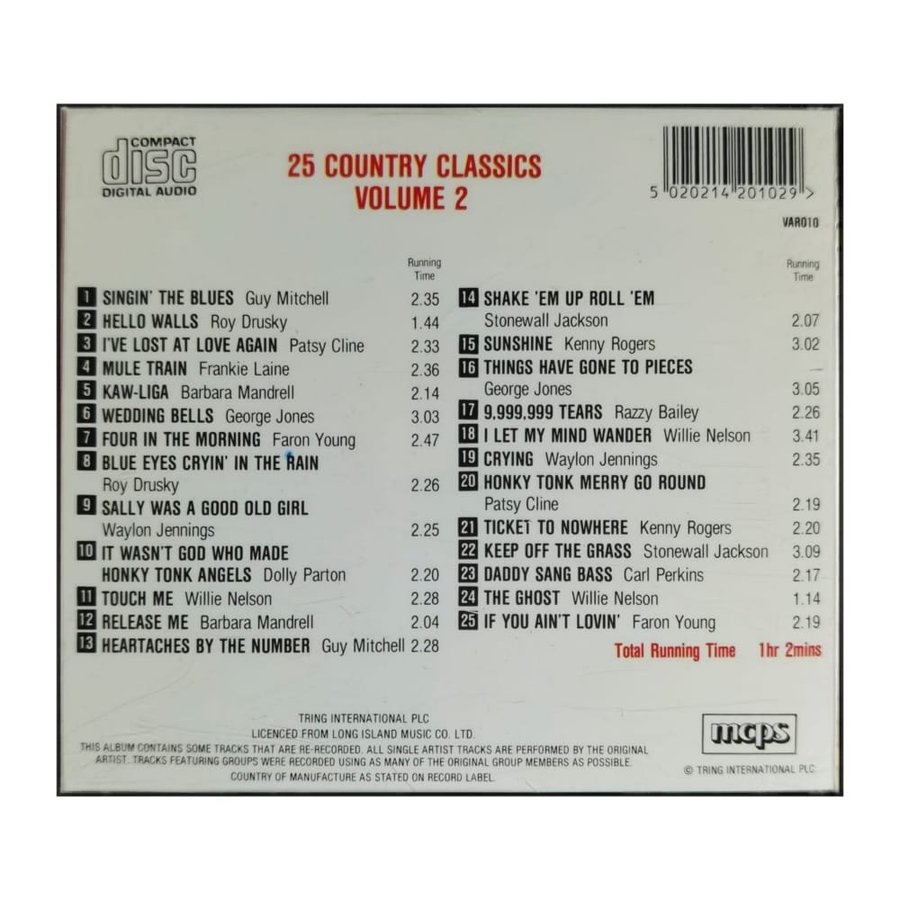 COMPACT
disc
DIGITAL AUDIO
25 COUNTRY CLASSICS
VOLUME 2
5 020214 201029 >
VAR010
Running
Time
1 SINGIN' THE BLUES Guy Mitchell 2.35
2 HELLO WALLS Roy Drusky 1.44
3 I'VE LOST AT LOVE AGAIN Patsy Cline 2.33
4 MULE TRAIN Frankie Laine 2.36
5 KAW-LIGA Barbara Mandrell 2.14
6 WEDDING BELLS George Jones 3.03
7 FOUR IN THE MORNING Faron Young 2.47
8 BLUE EYES CRYIN' IN THE RAIN
Roy Drusky 2.26
9 SALLY WAS A GOOD OLD GIRL
Waylon Jennings 2.25
10 IT WASN'T GOD WHO MADE
HONKY TONK ANGELS Dolly Parton 2.20
11 TOUCH ME Willie Nelson 2.28
12 RELEASE ME Barbara Mandrell 2.04
13 HEARTACHES BY THE NUMBER Guy Mitchell 2.28
Running
Time
14 SHAKE 'EM UP ROLL 'EM
Stonewall Jackson 2.07
15 SUNSHINE Kenny Rogers 3.02
16 THINGS HAVE GONE TO PIECES
George Jones 3.05
17 9,999,999 TEARS Razzy Bailey 2.26
18 I LET MY MIND WANDER Willie Nelson 3.41
19 CRYING Waylon Jennings 2.35
20 HONKY TONK MERRY GO ROUND
Patsy Cline 2.19
21 TICKET TO NOWHERE Kenny Rogers 2.20
22 KEEP OFF THE GRASS Stonewall Jackson 3.09
23 DADDY SANG BASS Carl Perkins 2.17
24 THE GHOST Willie Nelson 1.14
25 IF YOU AIN'T LOVIN' Faron Young 2.19
Total Running Time 1hr 2mins
TRING INTERNATIONAL PLC
LICENCED FROM LONG ISLAND MUSIC CO. LTD.
THIS ALBUM CONTAINS SOME TRACKS THAT ARE RE-RECORDED. ALL SINGLE ARTIST TRACKS ARE PERFORMED BY THE ORIGINAL
ARTIST. TRACKS FEATURING GROUPS WERE RECORDED USING AS MANY OF THE ORIGINAL GROUP MEMBERS AS POSSIBLE.
COUNTRY OF MANUFACTURE AS STATED ON RECORD LABEL.
mcps
© TRING INTERNATIONAL PLC